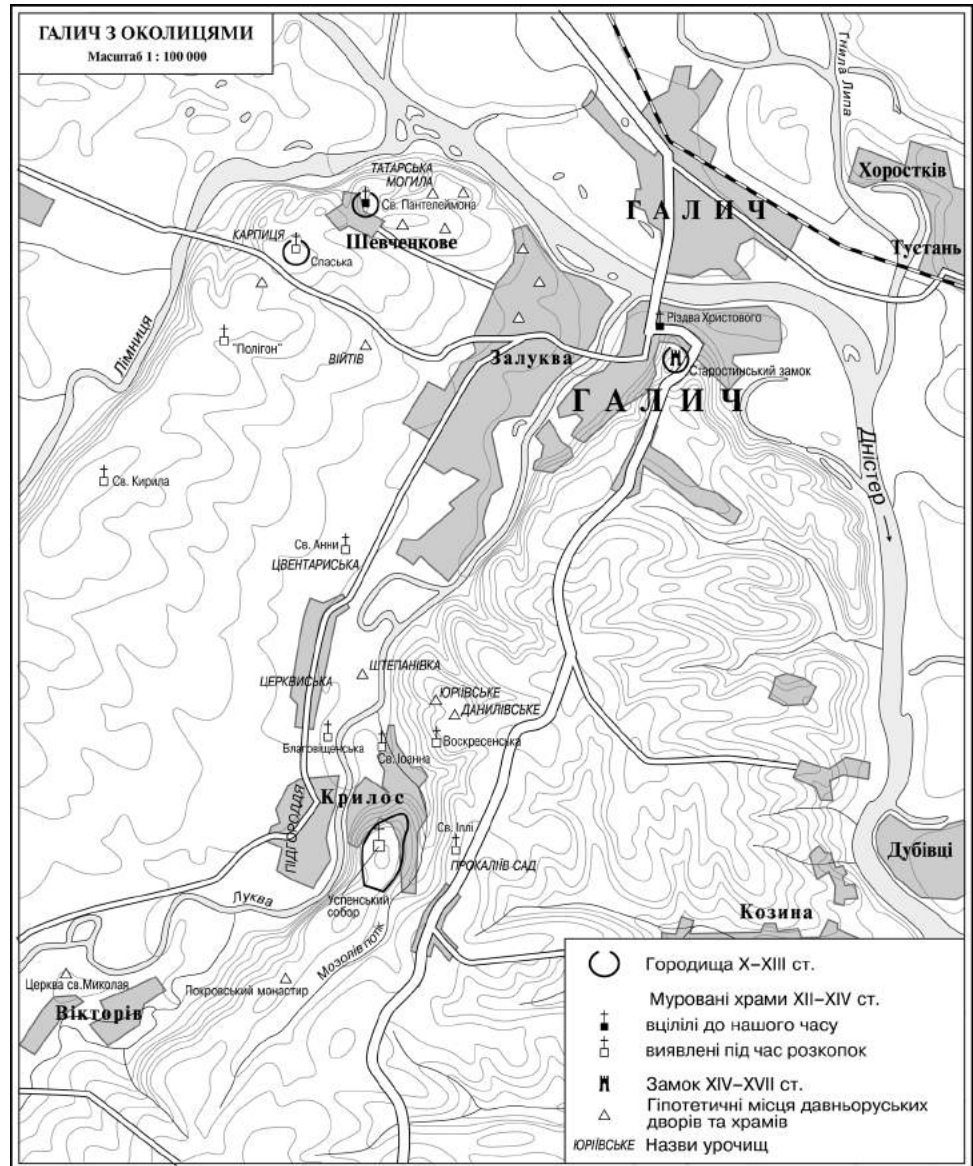 ГАЛИЧ З ОКОЛИЦЯМИ
Масштаб 1 : 100 000
Гнила Липа
Хоростків
ТАТАРСЬКА
МОГИЛА
Св. Пантелеймона
ГАЛИЧ
Шевченкове
Тустань
КАРПИЦЯ
Спаська
Лімниця
Різдва Христового
"Полігон"
ВІЙТІВ
Залуква
Старостинський замок
ГАЛИЧ
Дністер
Св. Кирила
Св. Анни
ЦВЕНТАРИСЬКА
ШТЕПАНІВКА
ЦЕРКВИСЬКА
ЮРІЇВСЬКЕ
ДАНИЛІВСЬКЕ
Благовіщенська
Св. Іоанна
Воскресенська
Крилос
ПІДГОРОДДЯ
Св. Іллі
ПРОКАЛІЇВ САД
Дубівці
Луква
Успенський
собор
Козина
Мозолів потік
Церква св.Миколая
Покровський монастир
Вікторів
Городища X–XIII ст.
Муровані храми XII–XIV ст.
вцілілі до нашого часу
виявлені під час розкопок
Замок XIV–XVII ст.
Гіпотетичні місця давньоруських
дворів та храмів
ЮРІЇВСЬКЕ Назви урочищ